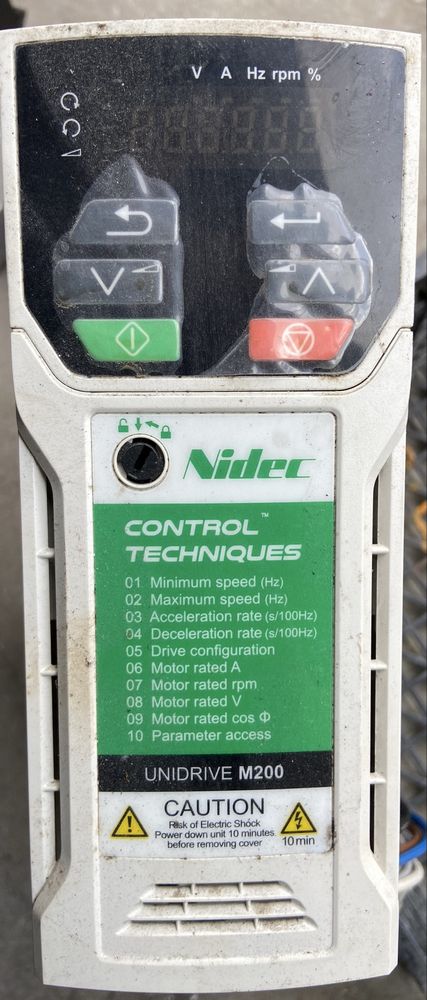 V A Hz rpm %
Nidec
CONTROL™
TECHNIQUES
01 Minimum speed (Hz)
02 Maximum speed (Hz)
03 Acceleration rate (s/100Hz)
04 Deceleration rate (s/100Hz)
05 Drive configuration
06 Motor rated A
07 Motor rated rpm
08 Motor rated V
09 Motor rated cos Φ
10 Parameter access
UNIDRIVE M200
CAUTION
Risk of Electric Shock
Power down unit 10 minutes
before removing cover
10min